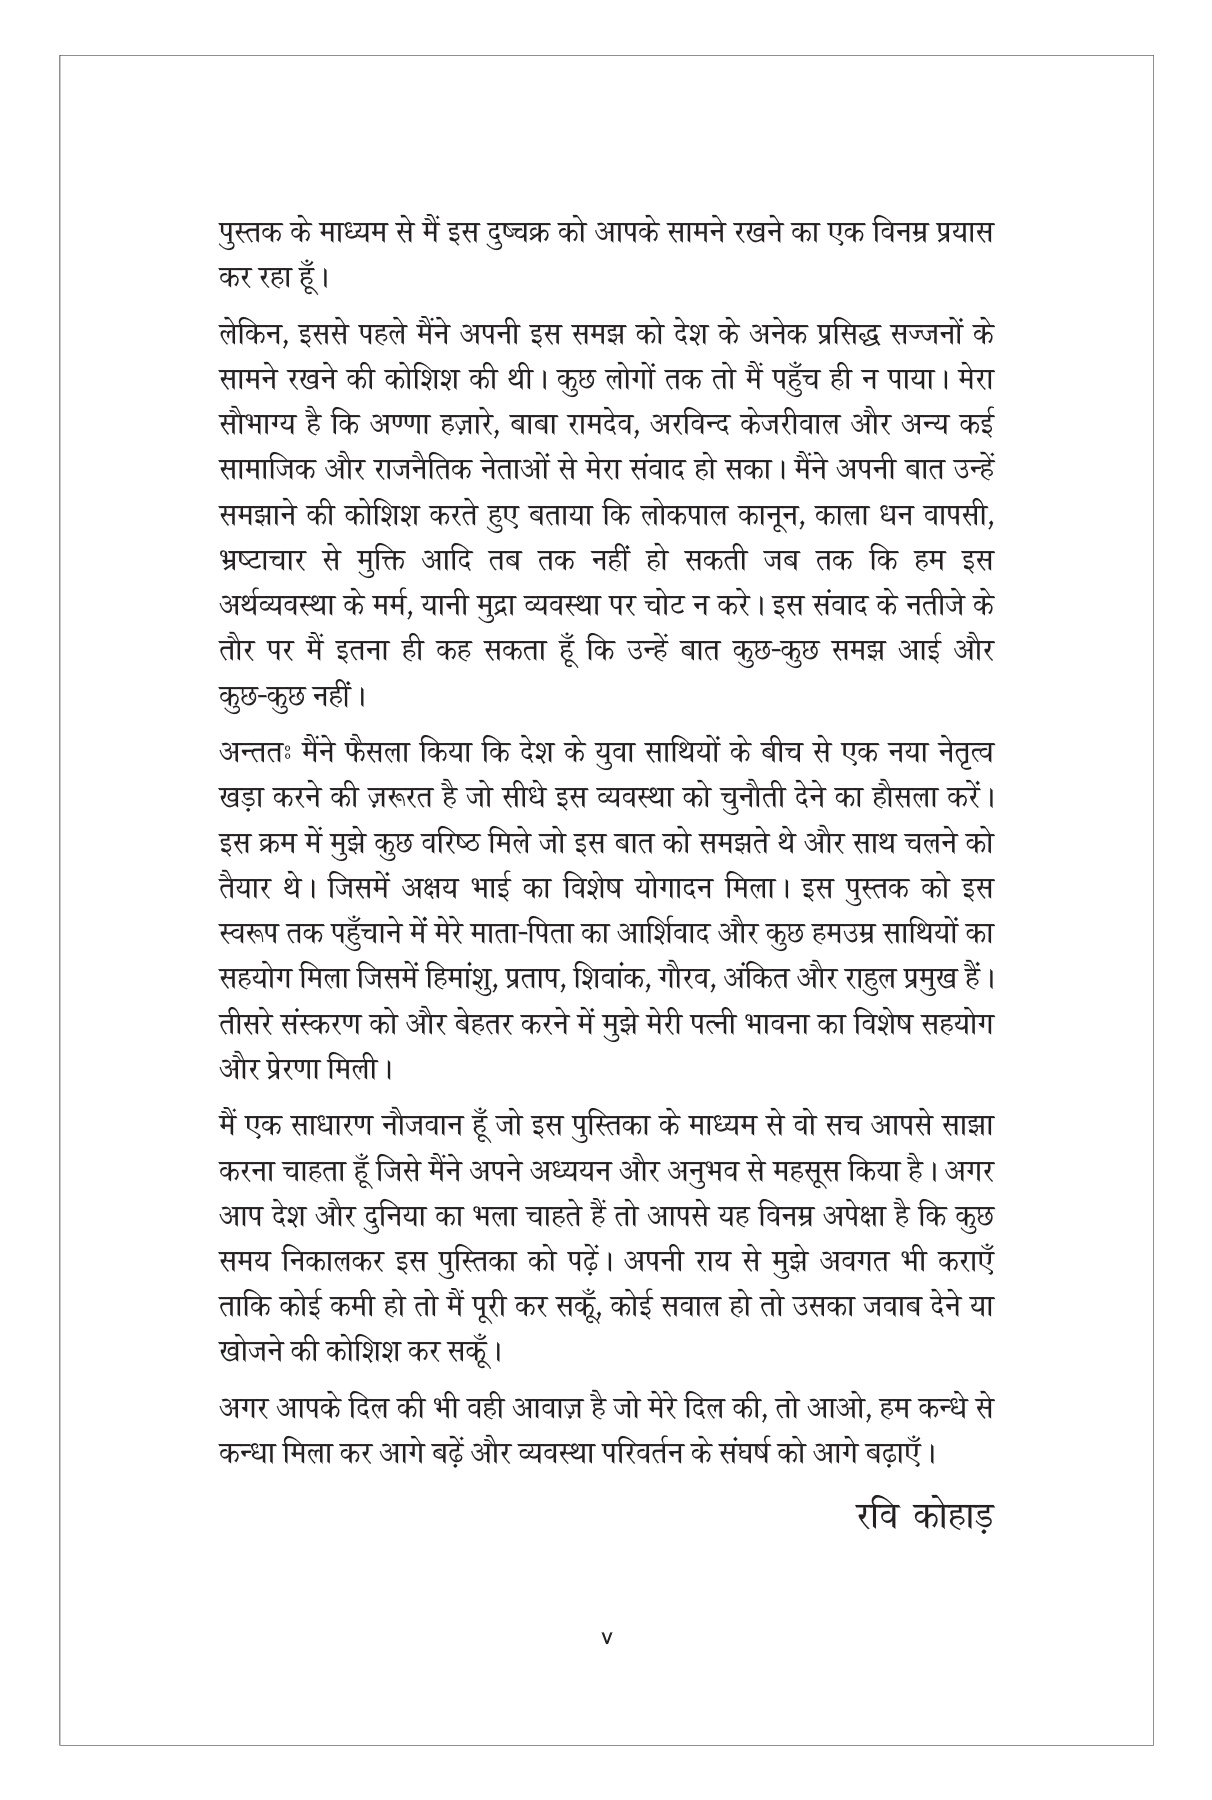 पुस्तक के माध्यम से मैं इस दुष्चक्र को आपके सामने रखने का एक विनम्र प्रयास
कर रहा हूँ।
लेकिन, इससे पहले मैंने अपनी इस समझ को देश के अनेक प्रसिद्ध सज्जनों के
सामने रखने की कोशिश की थी। कुछ लोगों तक तो मैं पहुँच ही न पाया। मेरा
सौभाग्य है कि अण्णा हज़ारे, बाबा रामदेव, अरविन्द केजरीवाल और अन्य कई
सामाजिक और राजनैतिक नेताओं से मेरा संवाद हो सका। मैंने अपनी बात उन्हें
समझाने की कोशिश करते हुए बताया कि लोकपाल कानून, काला धन वापसी,
भ्रष्टाचार से मुक्ति आदि तब तक नहीं हो सकती जब तक कि हम इस
अर्थव्यवस्था के मर्म, यानी मुद्रा व्यवस्था पर चोट न करे। इस संवाद के नतीजे के
तौर पर मैं इतना ही कह सकता हूँ कि उन्हें बात कुछ-कुछ समझ आई और
कुछ-कुछ नहीं।
अन्ततः मैंने फैसला किया कि देश के युवा साथियों के बीच से एक नया नेतृत्व
खड़ा करने की ज़रूरत है जो सीधे इस व्यवस्था को चुनौती देने का हौसला करें।
इस क्रम में मुझे कुछ वरिष्ठ मिले जो इस बात को समझते थे और साथ चलने को
तैयार थे। जिसमें अक्षय भाई का विशेष योगादन मिला। इस पुस्तक को इस
स्वरूप तक पहुँचाने में मेरे माता-पिता का आर्शिवाद और कुछ हमउम्र साथियों का
सहयोग मिला जिसमें हिमांशु, प्रताप, शिवांक, गौरव, अंकित और राहुल प्रमुख हैं।
तीसरे संस्करण को और बेहतर करने में मुझे मेरी पत्नी भावना का विशेष सहयोग
और प्रेरणा मिली।
मैं एक साधारण नौजवान हूँ जो इस पुस्तिका के माध्यम से वो सच आपसे साझा
करना चाहता हूँ जिसे मैंने अपने अध्ययन और अनुभव से महसूस किया है। अगर
आप देश और दुनिया का भला चाहते हैं तो आपसे यह विनम्र अपेक्षा है कि कुछ
समय निकालकर इस पुस्तिका को पढ़ें। अपनी राय से मुझे अवगत भी कराएँ
ताकि कोई कमी हो तो मैं पूरी कर सकूँ, कोई सवाल हो तो उसका जवाब देने या
खोजने की कोशिश कर सकूँ।
अगर आपके दिल की भी वही आवाज़ है जो मेरे दिल की, तो आओ, हम कन्धे से
कन्धा मिला कर आगे बढ़ें और व्यवस्था परिवर्तन के संघर्ष को आगे बढ़ाएँ।
रवि कोहाड़
v